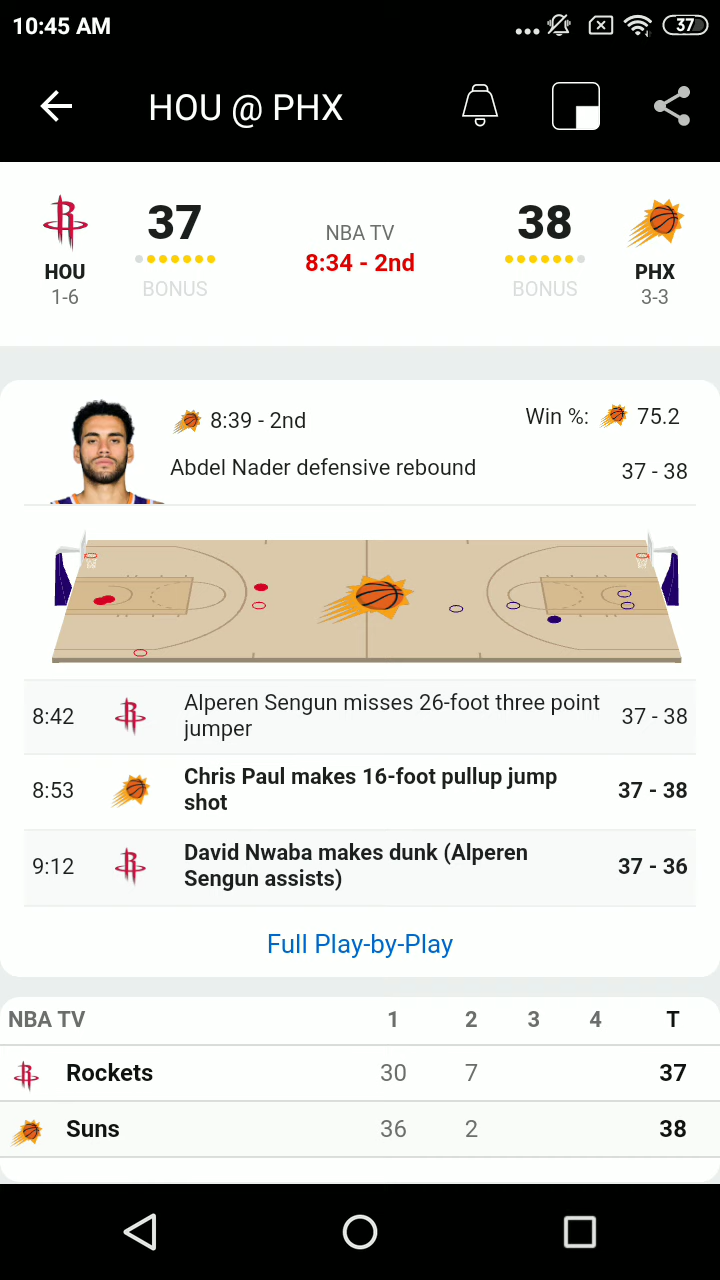 10:45 AM
37
HOU @ PHX
37
NBA TV
38
8:34 - 2nd
HOU
BONUS
BONUS
PHX
1-6
3-3
8:39 - 2nd
Win %: 75.2
Abdel Nader defensive rebound
37 - 38
8:42
Alperen Sengun misses 26-foot three point
jumper
37 - 38
8:53
Chris Paul makes 16-foot pullup jump
shot
37 - 38
9:12
David Nwaba makes dunk (Alperen
Sengun assists)
37 - 36
Full Play-by-Play
NBA TV 1 2 3 4 T
Rockets 30 7 37
Suns 36 2 38